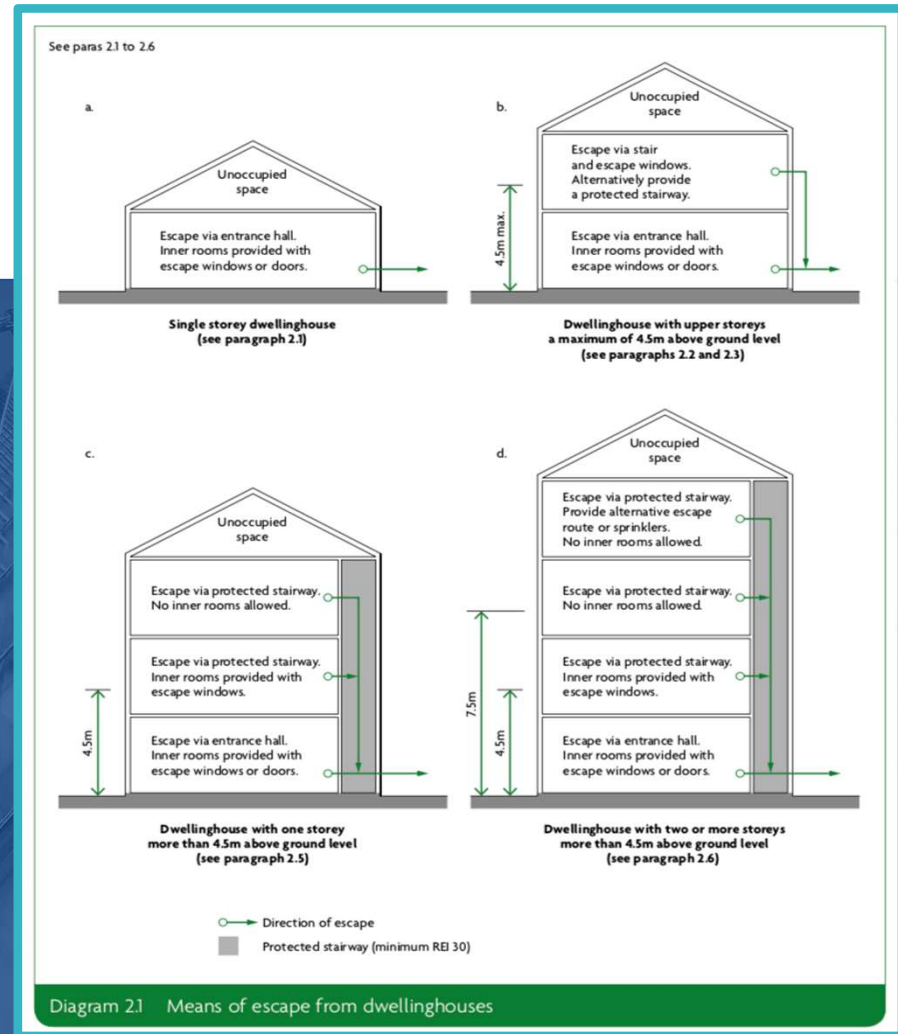 See paras 2.1 to 2.6
a.
Unoccupied
space
Escape via entrance hall.
Inner rooms provided with
escape windows or doors.
Single storey dwellinghouse
(see paragraph 2.1)
b.
Unoccupied
space
Escape via stair
and escape windows.
Alternatively provide
a protected stairway.
4.5m max.
Escape via entrance hall.
Inner rooms provided with
escape windows or doors.
Dwellinghouse with upper storeys
a maximum of 4.5m above ground level
(see paragraphs 2.2 and 2.3)
c.
Unoccupied
space
Escape via protected stairway.
No inner rooms allowed.
Escape via protected stairway.
Inner rooms provided with
escape windows.
4.5m
Escape via entrance hall.
Inner rooms provided with
escape windows or doors.
Dwellinghouse with one storey
more than 4.5m above ground level
(see paragraph 2.5)
d.
Unoccupied
space
Escape via protected stairway.
Provide alternative escape
route or sprinklers.
No inner rooms allowed.
Escape via protected stairway.
No inner rooms allowed.
7.5m
Escape via protected stairway.
Inner rooms provided with
escape windows.
4.5m
Escape via entrance hall.
Inner rooms provided with
escape windows or doors.
Dwellinghouse with two or more storeys
more than 4.5m above ground level
(see paragraph 2.6)
Direction of escape
Protected stairway (minimum REI 30)
Diagram 2.1 Means of escape from dwellinghouses